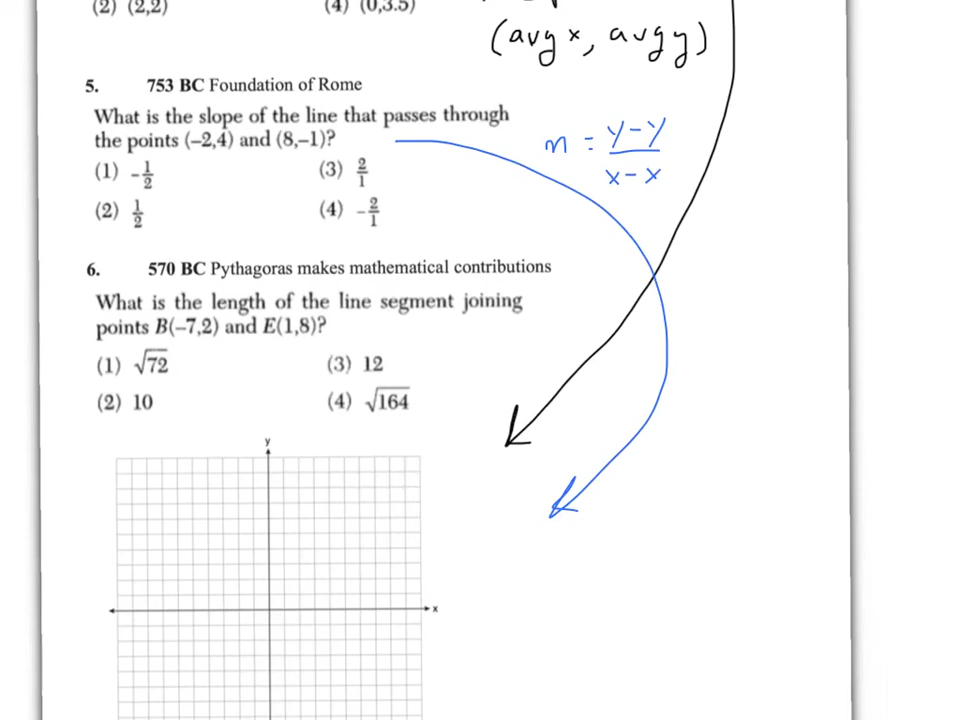 (2) (2,2) (4) (0,3.5)
(avg x, avg y)
5. 753 BC Foundation of Rome
What is the slope of the line that passes through
the points (–2,4) and (8,–1)?
m = y-y
x-x
(1) -1/2 (3) 2/1
(2) 1/2 (4) -2/1
6. 570 BC Pythagoras makes mathematical contributions
What is the length of the line segment joining
points B(–7,2) and E(1,8)?
(1) √72 (3) 12
(2) 10 (4) √164
y
x